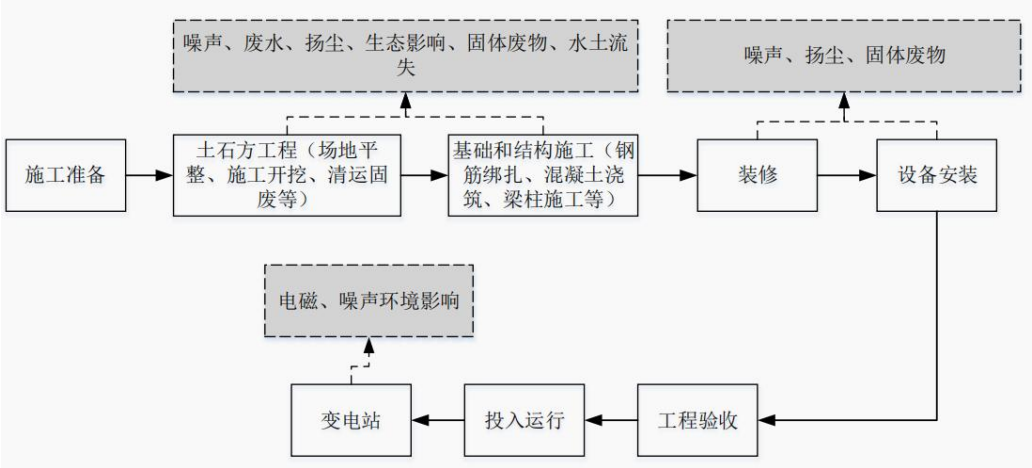 噪声、废水、扬尘、生态影响、固体废物、水土流
失
噪声、扬尘、固体废物
施工准备
土石方工程（场地平
整、施工开挖、清运固
废等）
基础和结构施工（钢
筋绑扎、混凝土浇
筑、梁柱施工等）
装修
设备安装
电磁、噪声环境影响
变电站
投入运行
工程验收